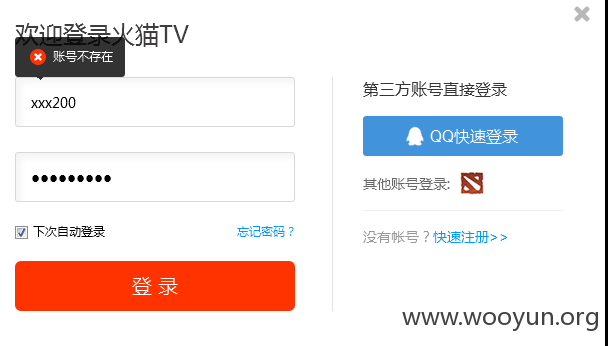 欢迎登录火猫TV
账号不存在
xxx200
下次自动登录
忘记密码？
登 录
第三方账号直接登录
QQ快速登录
其他账号登录:
没有帐号？快速注册>>
www.wooyun.org